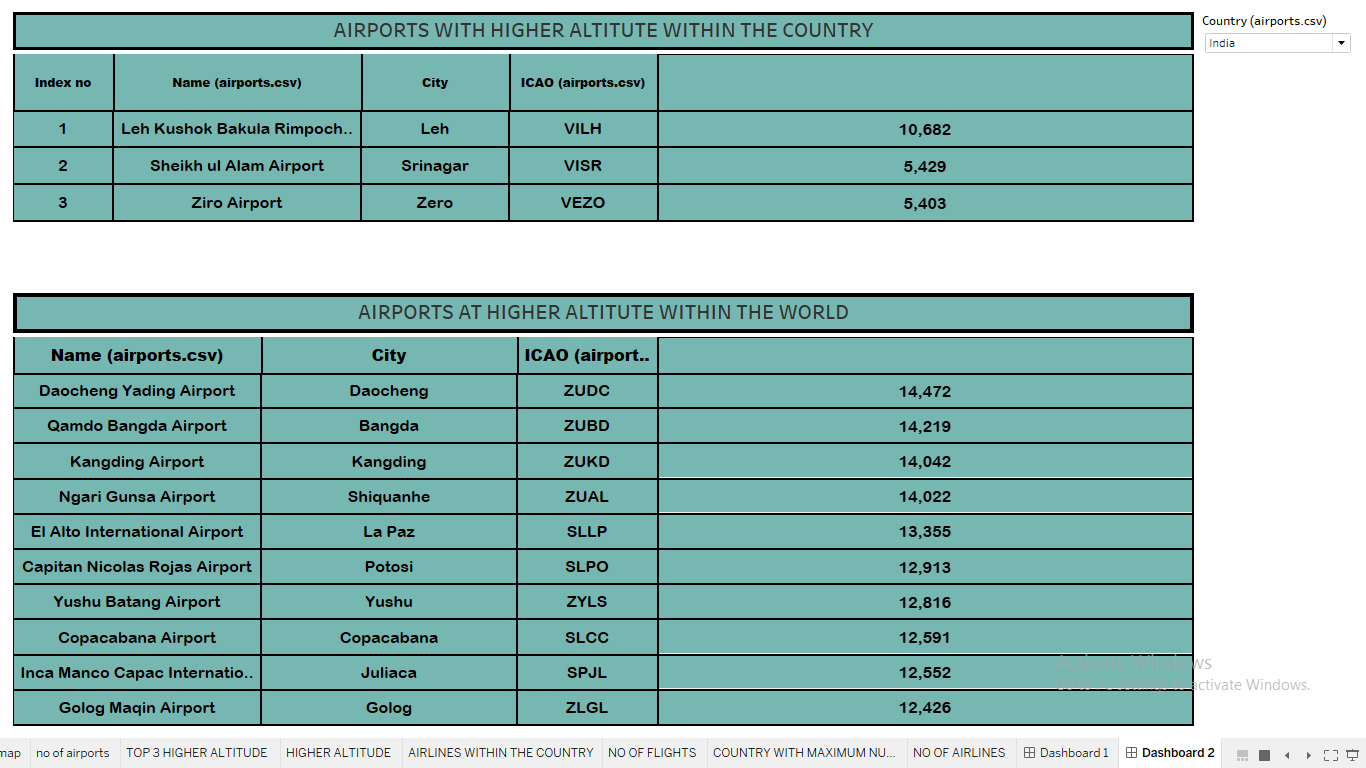 AIRPORTS WITH HIGHER ALTITUTE WITHIN THE COUNTRY
Country (airports.csv)
India
Index no Name (airports.csv) City ICAO (airports.csv)
1 Leh Kushok Bakula Rimpoch.. Leh VILH 10,682
2 Sheikh ul Alam Airport Srinagar VISR 5,429
3 Ziro Airport Zero VEZO 5,403
AIRPORTS AT HIGHER ALTITUTE WITHIN THE WORLD
Name (airports.csv) City ICAO (airport..
Daocheng Yading Airport Daocheng ZUDC 14,472
Qamdo Bangda Airport Bangda ZUBD 14,219
Kangding Airport Kangding ZUKD 14,042
Ngari Gunsa Airport Shiquanhe ZUAL 14,022
El Alto International Airport La Paz SLLP 13,355
Capitan Nicolas Rojas Airport Potosi SLPO 12,913
Yushu Batang Airport Yushu ZYLS 12,816
Copacabana Airport Copacabana SLCC 12,591
Inca Manco Capac Internatio.. Juliaca SPJL 12,552
Golog Maqin Airport Golog ZLGL 12,426
Activate Windows
activate Windows.
map no of airports TOP 3 HIGHER ALTITUDE HIGHER ALTITUDE AIRLINES WITHIN THE COUNTRY NO OF FLIGHTS COUNTRY WITH MAXIMUM NU... NO OF AIRLINES Dashboard 1 Dashboard 2